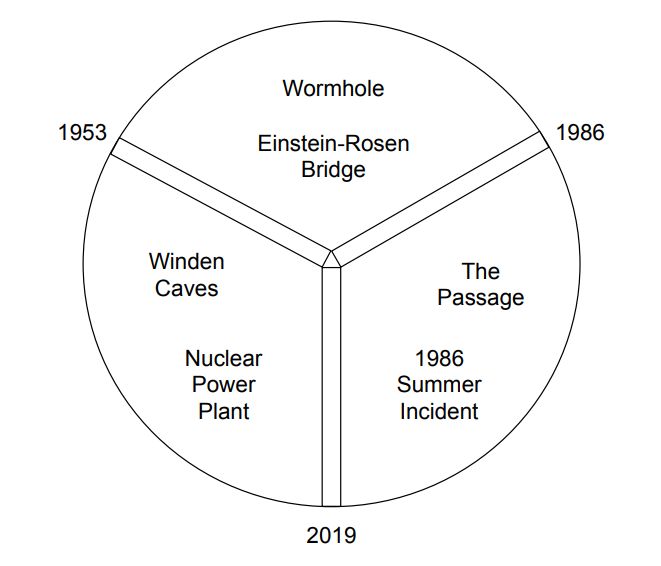 Wormhole
1953
1986
Einstein-Rosen
Bridge
Winden
Caves
The
Passage
Nuclear
Power
Plant
1986
Summer
Incident
2019